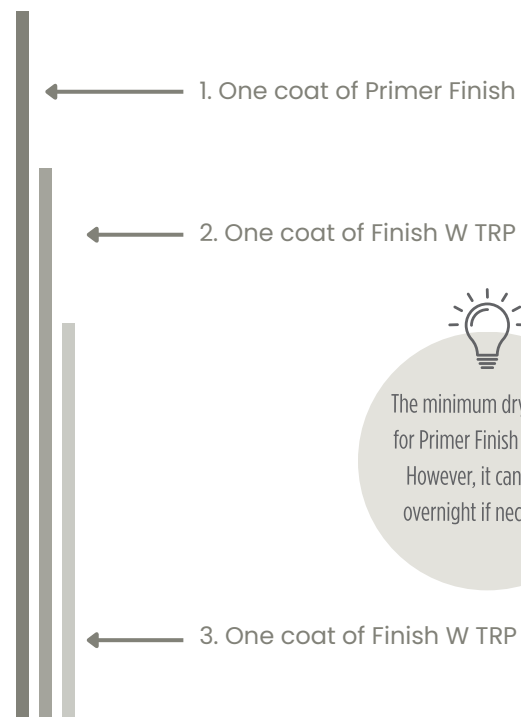 1. One coat of Primer Finish
2. One coat of Finish W TRP
The minimum
for Primer Finish
However, it can
overnight if
3. One coat of Finish W TRP